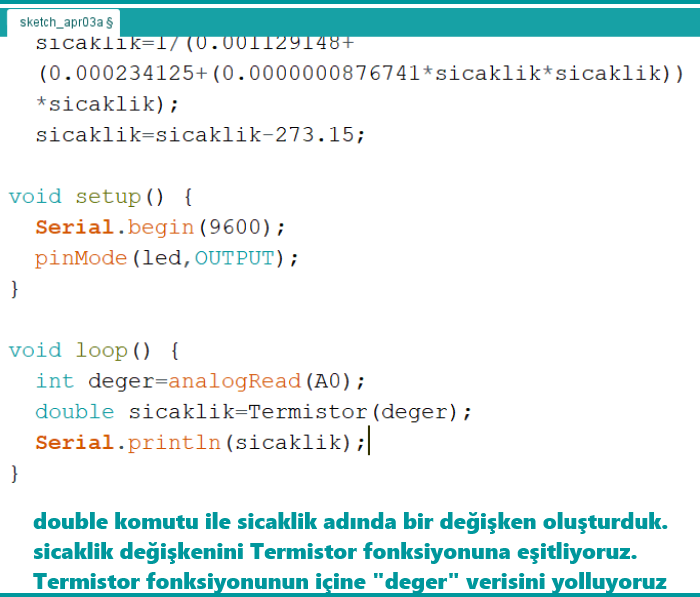 sketch_apr03a §
sicaklik=1/(0.001129148+
(0.000234125+(0.0000000876741*sicaklik*sicaklik))
*sicaklik);
sicaklik=sicaklik-273.15;
void setup() {
Serial.begin(9600);
pinMode(led,OUTPUT);
}
void loop() {
int deger=analogRead(A0);
double sicaklik=Termistor(deger);
Serial.println(sicaklik);
}
double komutu ile sicaklik adında bir değişken oluşturduk.
sicaklik değişkenini Termistor fonksiyonuna eşitliyoruz.
Termistor fonksiyonunun içine "deger" verisini yolluyoruz